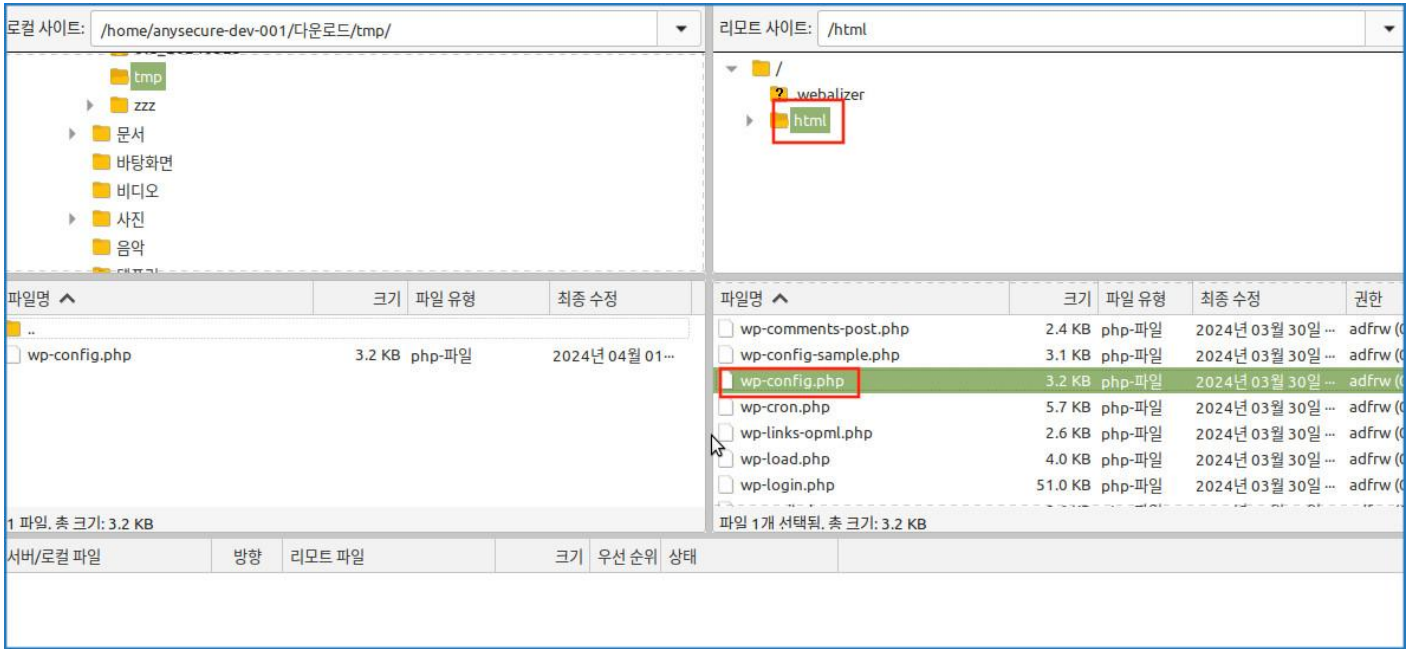 로컬 사이트: /home/anysecure-dev-001/다운로드/tmp/
tmp
zzz
문서
바탕화면
비디오
사진
음악
리모트 사이트: /html
/
.webalizer
html
파일명 크기 파일 유형 최종 수정
..
wp-config.php 3.2 KB php-파일 2024년 04월 01···
1 파일. 총 크기: 3.2 KB
파일명 크기 파일 유형 최종 수정 권한
wp-comments-post.php 2.4 KB php-파일 2024년 03월 30일 ··· adfrw (0
wp-config-sample.php 3.1 KB php-파일 2024년 03월 30일 ··· adfrw (0
wp-config.php 3.2 KB php-파일 2024년 03월 30일 ··· adfrw (0
wp-cron.php 5.7 KB php-파일 2024년 03월 30일 ··· adfrw (0
wp-links-opml.php 2.6 KB php-파일 2024년 03월 30일 ··· adfrw (0
wp-load.php 4.0 KB php-파일 2024년 03월 30일 ··· adfrw (0
wp-login.php 51.0 KB php-파일 2024년 03월 30일 ··· adfrw (0
파일 1개 선택됨. 총 크기: 3.2 KB
서버/로컬 파일 방향 리모트 파일 크기 우선 순위 상태